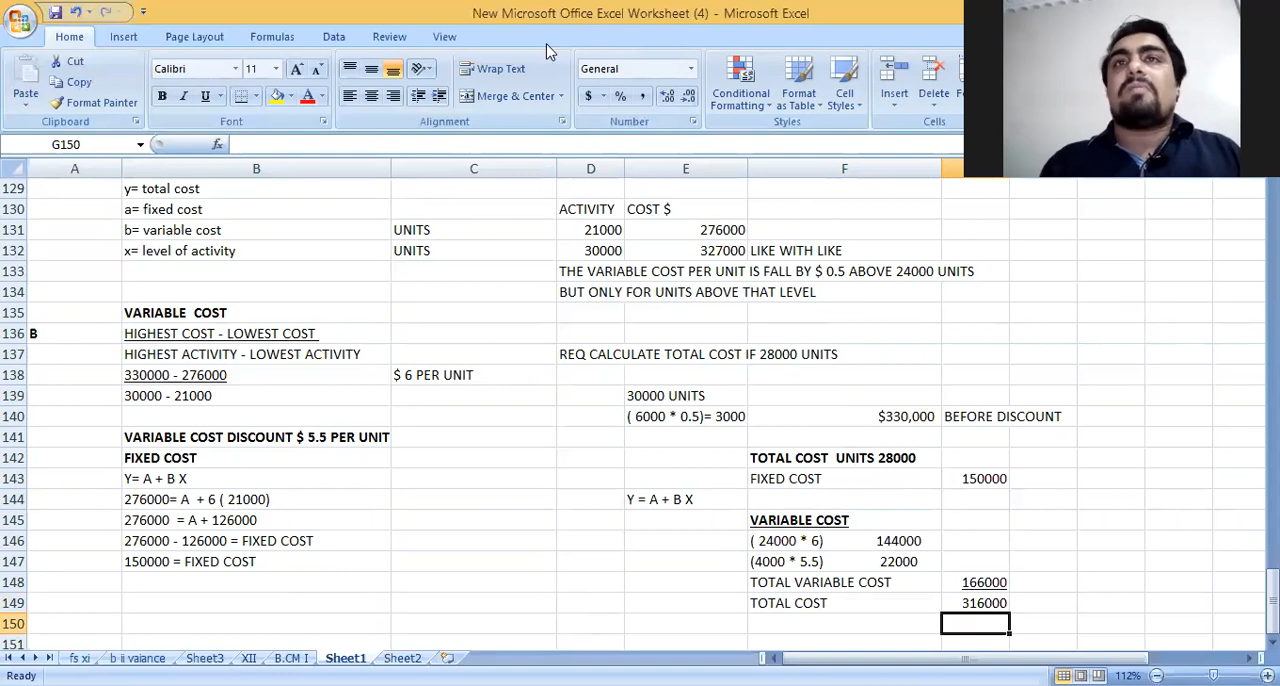 New Microsoft Office Excel Worksheet (4) - Microsoft Excel
Home Insert Page Layout Formulas Data Review View
Cut
Copy
Format Painter
Paste
Clipboard
Calibri 11
B I U
Font
Wrap Text
Merge & Center
Alignment
General
$ % ,
Number
Conditional Formatting
Format as Table
Cell Styles
Styles
Insert Delete
Cells
G150 fx
A B C D E F
129 y= total cost
130 a= fixed cost ACTIVITY COST $
131 b= variable cost UNITS 21000 276000
132 x= level of activity UNITS 30000 327000 LIKE WITH LIKE
133 THE VARIABLE COST PER UNIT IS FALL BY $ 0.5 ABOVE 24000 UNITS
134 BUT ONLY FOR UNITS ABOVE THAT LEVEL
135 VARIABLE COST
136 B HIGHEST COST - LOWEST COST
137 HIGHEST ACTIVITY - LOWEST ACTIVITY REQ CALCULATE TOTAL COST IF 28000 UNITS
138 330000 - 276000 $ 6 PER UNIT
139 30000 - 21000 30000 UNITS
140 ( 6000 * 0.5)= 3000 $330,000 BEFORE DISCOUNT
141 VARIABLE COST DISCOUNT $ 5.5 PER UNIT
142 FIXED COST TOTAL COST UNITS 28000
143 Y= A + B X FIXED COST 150000
144 276000= A + 6 ( 21000) Y = A + B X
145 276000 = A + 126000 VARIABLE COST
146 276000 - 126000 = FIXED COST ( 24000 * 6) 144000
147 150000 = FIXED COST (4000 * 5.5) 22000
148 TOTAL VARIABLE COST 166000
149 TOTAL COST 316000
150
151
fs xi b ii vaiance Sheet3 XII B.CM I Sheet1 Sheet2
Ready 112%